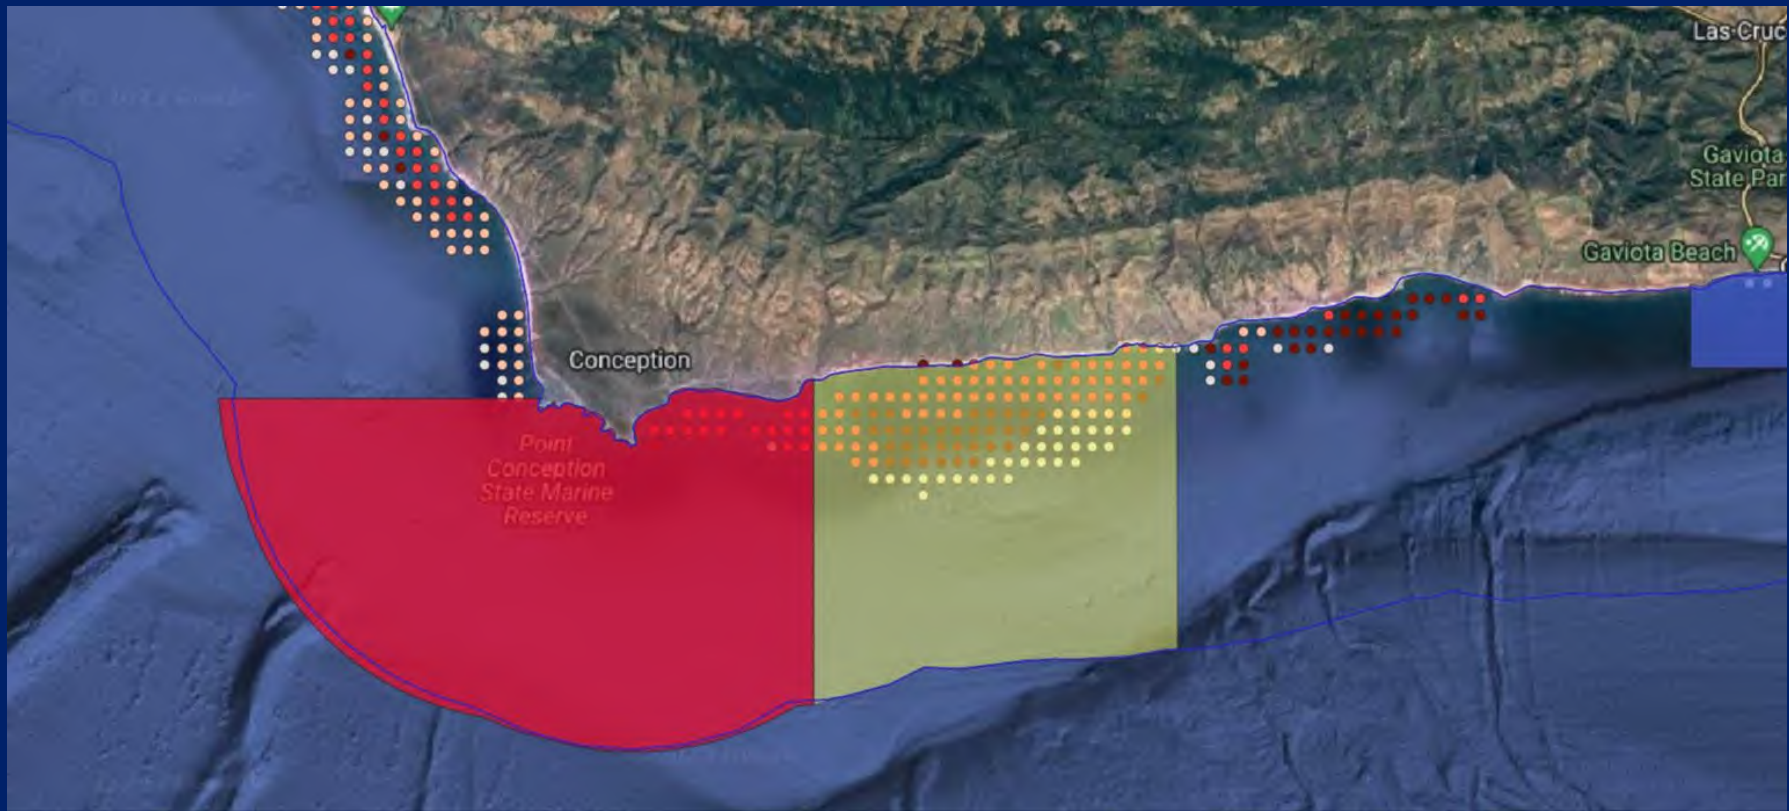 Las Cruc
Gaviota
State Par
Gaviota Beach
Conception
Point
Conception
State Marine
Reserve